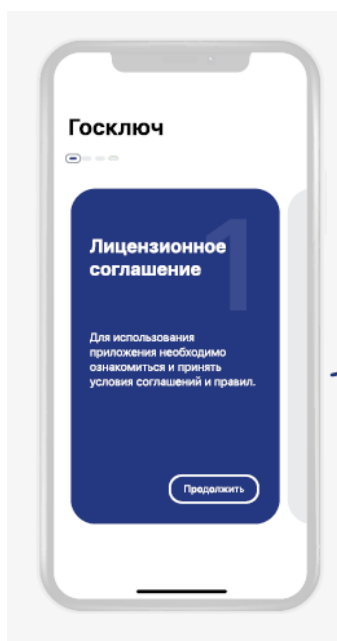 Госключ
1
Лицензионное
соглашение
Для использования
приложения необходимо
ознакомиться и принять
условия соглашений и правил.
Продолжить